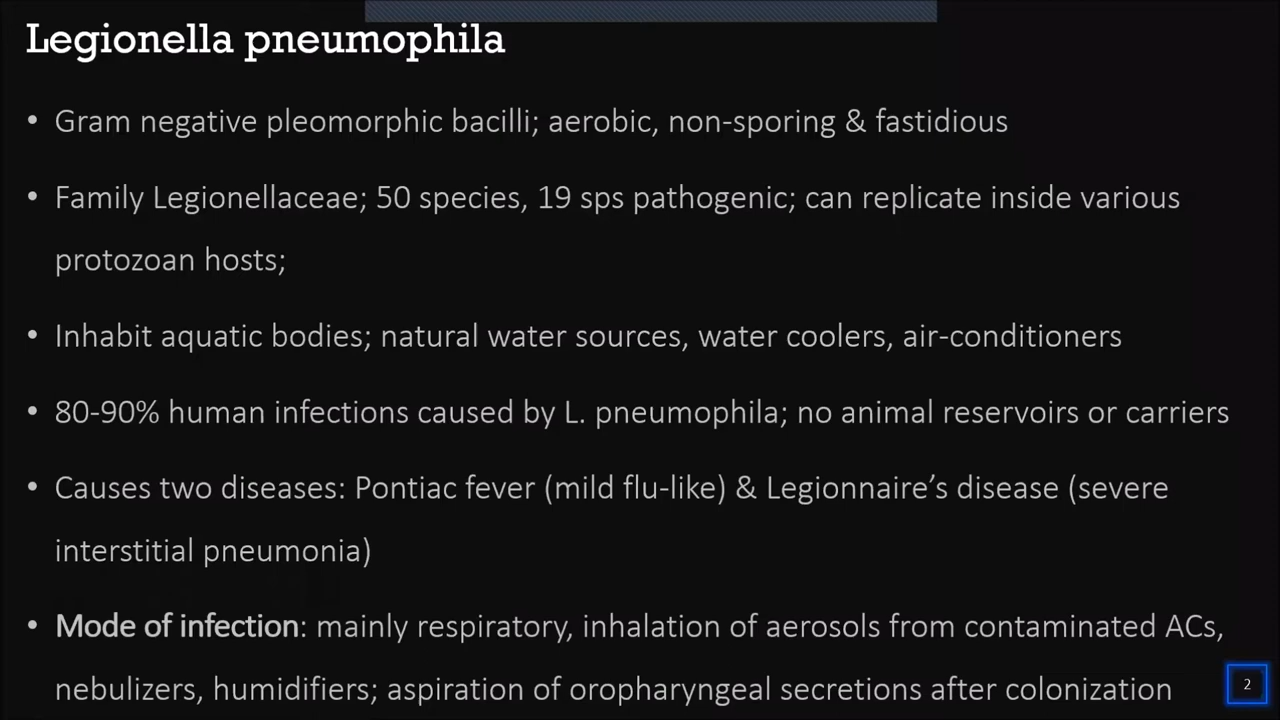 Legionella pneumophila
• Gram negative pleomorphic bacilli; aerobic, non-sporing & fastidious
• Family Legionellaceae; 50 species, 19 sps pathogenic; can replicate inside various
protozoan hosts;
• Inhabit aquatic bodies; natural water sources, water coolers, air-conditioners
• 80-90% human infections caused by L. pneumophila; no animal reservoirs or carriers
• Causes two diseases: Pontiac fever (mild flu-like) & Legionnaire’s disease (severe
interstitial pneumonia)
• Mode of infection: mainly respiratory, inhalation of aerosols from contaminated ACs,
nebulizers, humidifiers; aspiration of oropharyngeal secretions after colonization
2